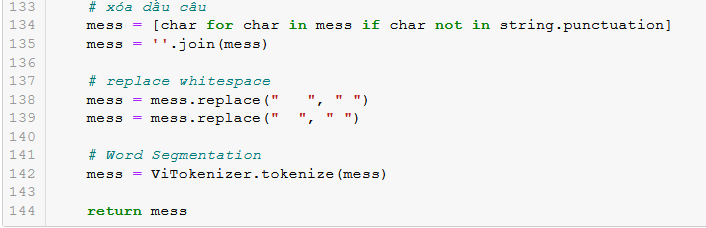 133 # xóa dấu câu
134 mess = [char for char in mess if char not in string.punctuation]
135 mess = ''.join(mess)
136
137 # replace whitespace
138 mess = mess.replace("   ", " ")
139 mess = mess.replace("  ", " ")
140
141 # Word Segmentation
142 mess = ViTokenizer.tokenize(mess)
143
144 return mess